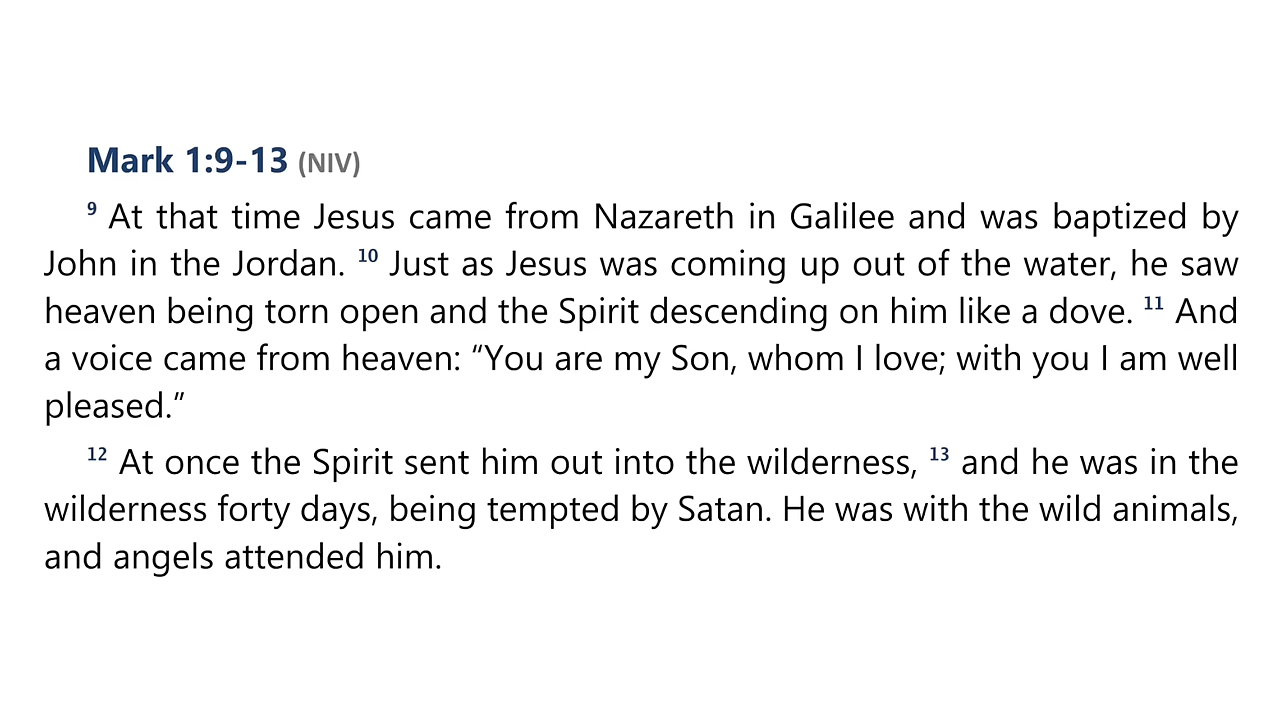 Mark 1:9-13 (NIV)
9 At that time Jesus came from Nazareth in Galilee and was baptized by
John in the Jordan. 10 Just as Jesus was coming up out of the water, he saw
heaven being torn open and the Spirit descending on him like a dove. 11 And
a voice came from heaven: “You are my Son, whom I love; with you I am well
pleased.”
12 At once the Spirit sent him out into the wilderness, 13 and he was in the
wilderness forty days, being tempted by Satan. He was with the wild animals,
and angels attended him.